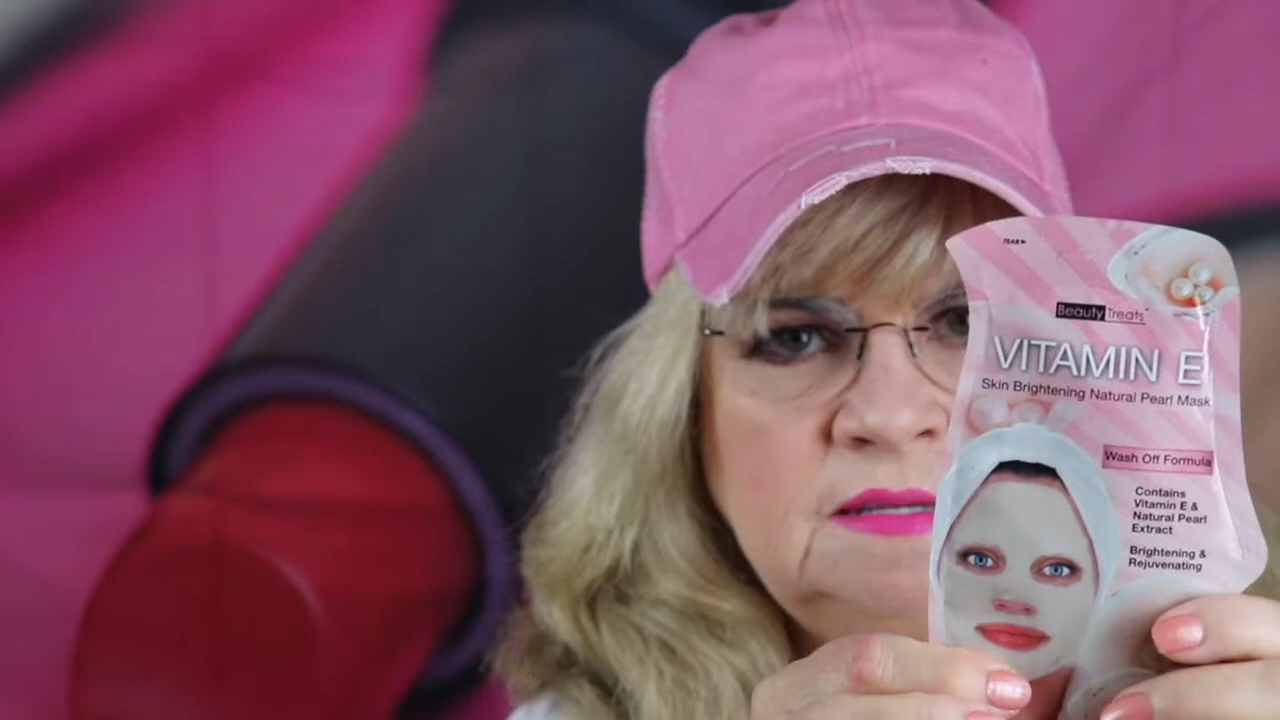 TEAR
Beauty Treats
VITAMIN E
Skin Brightening Natural Pearl Mask
Wash Off Formula
Contains
Vitamin E &
Natural Pearl
Extract
Brightening &
Rejuvenating